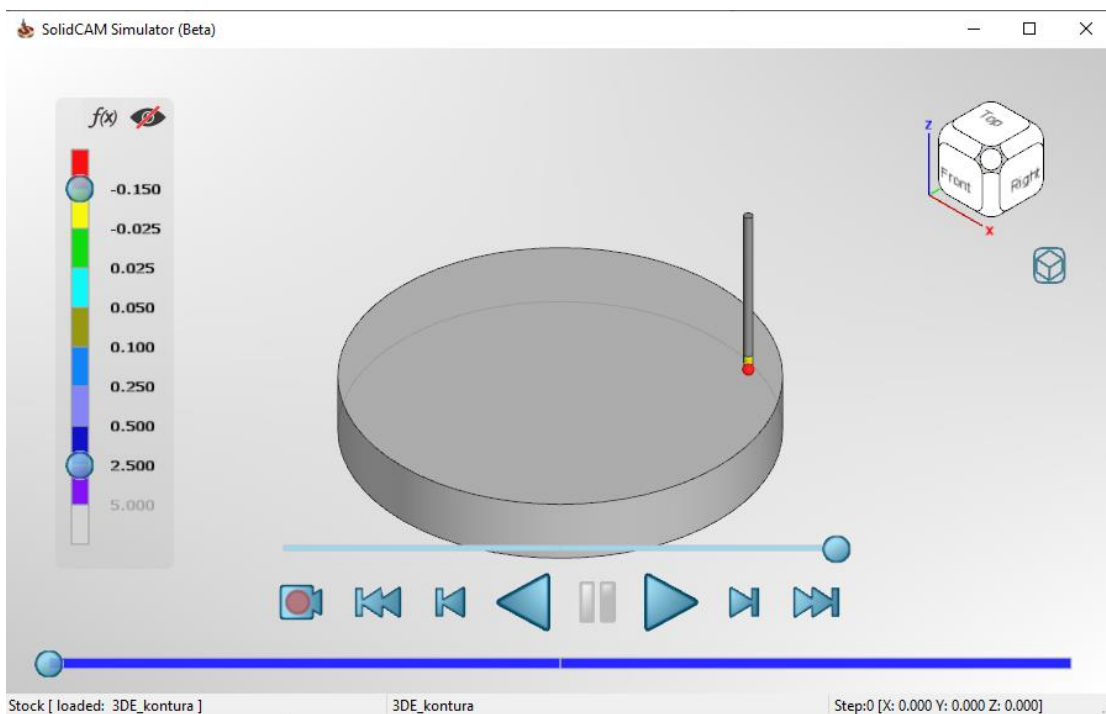 SolidCAM Simulator (Beta)
f(x)
-0.150
-0.025
0.025
0.050
0.100
0.250
0.500
2.500
5.000
Z
Top
Front
Right
X
Stock [ loaded: 3DE_kontura ]
3DE_kontura
Step:0 [X: 0.000 Y: 0.000 Z: 0.000]